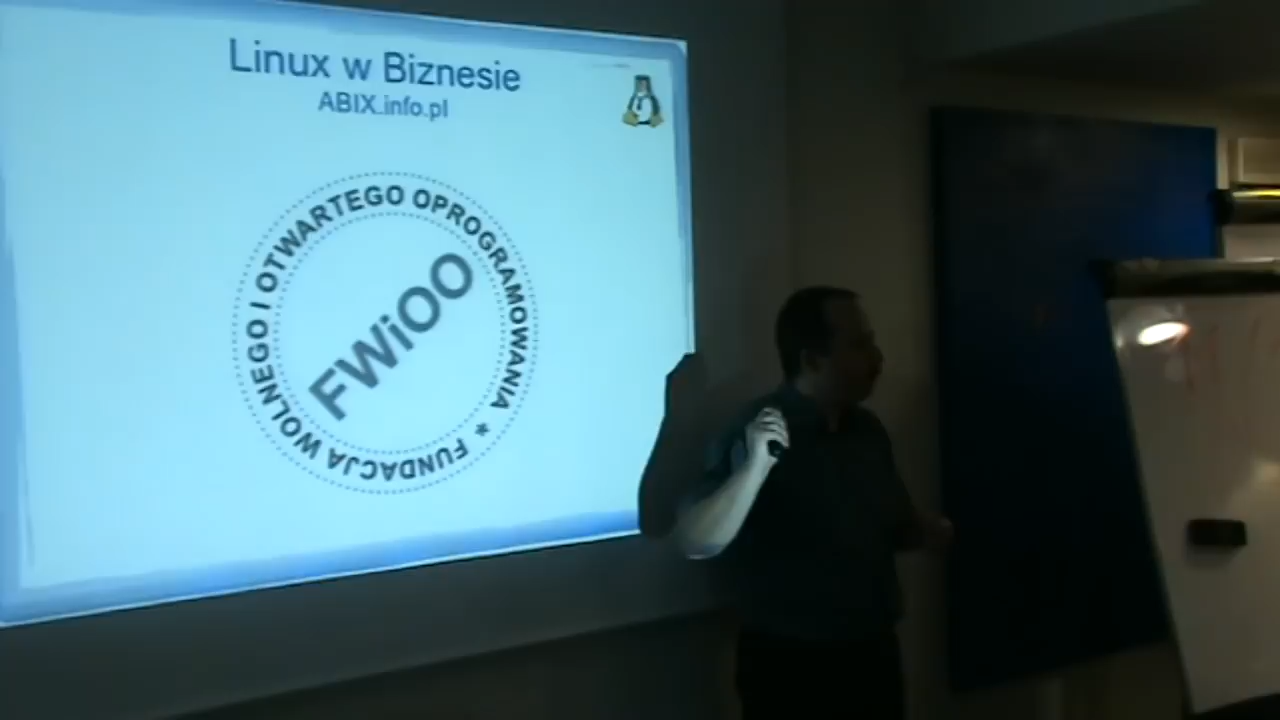 Linux w Biznesie
ABIX.info.pl
FUNDACJA WOLNEGO I OTWARTEGO OPROGRAMOWANIA *
FWiOO